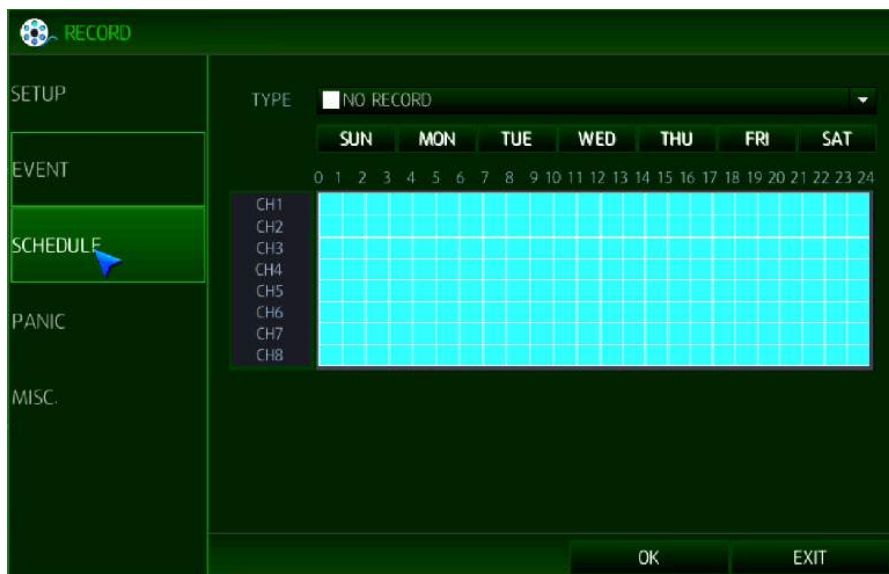 RECORD
SETUP
EVENT
SCHEDULE
PANIC
MISC.
TYPE NO RECORD
SUN MON TUE WED THU FRI SAT
0 1 2 3 4 5 6 7 8 9 10 11 12 13 14 15 16 17 18 19 20 21 22 23 24
CH1
CH2
CH3
CH4
CH5
CH6
CH7
CH8
OK EXIT